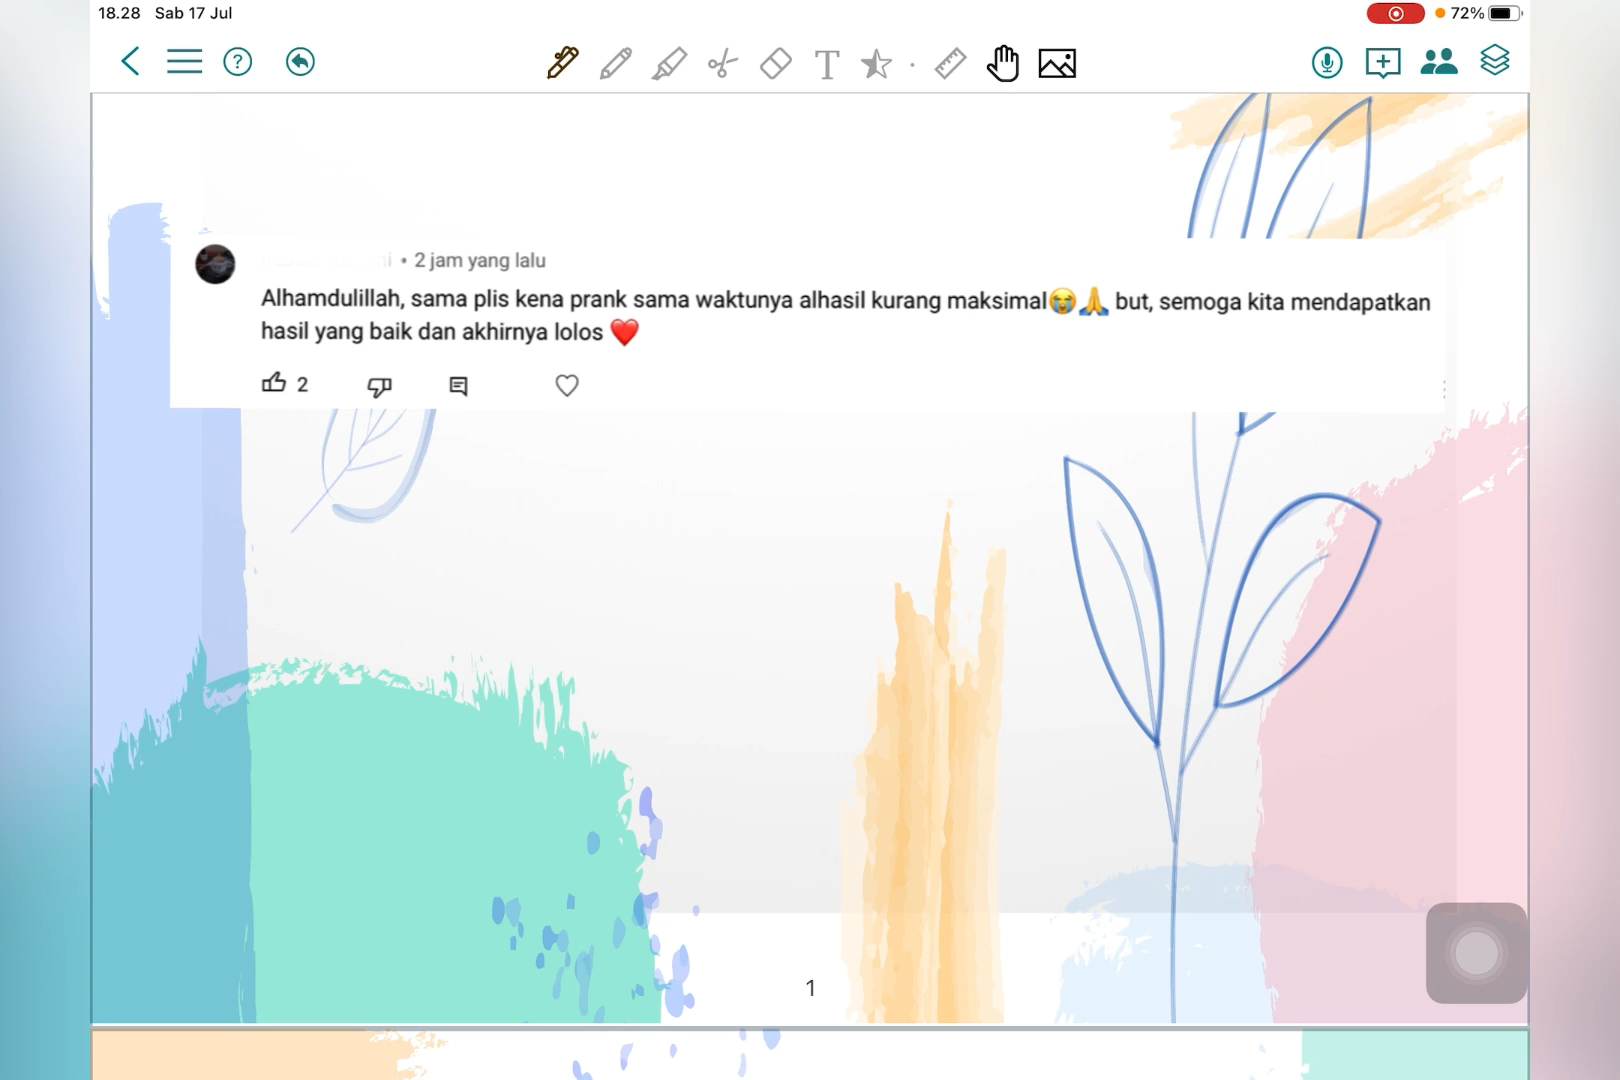 18.28 Sab 17 Jul
72%
T
• 2 jam yang lalu
Alhamdulillah, sama plis kena prank sama waktunya alhasil kurang maksimal😭🙏 but, semoga kita mendapatkan
hasil yang baik dan akhirnya lolos ❤️
2
1